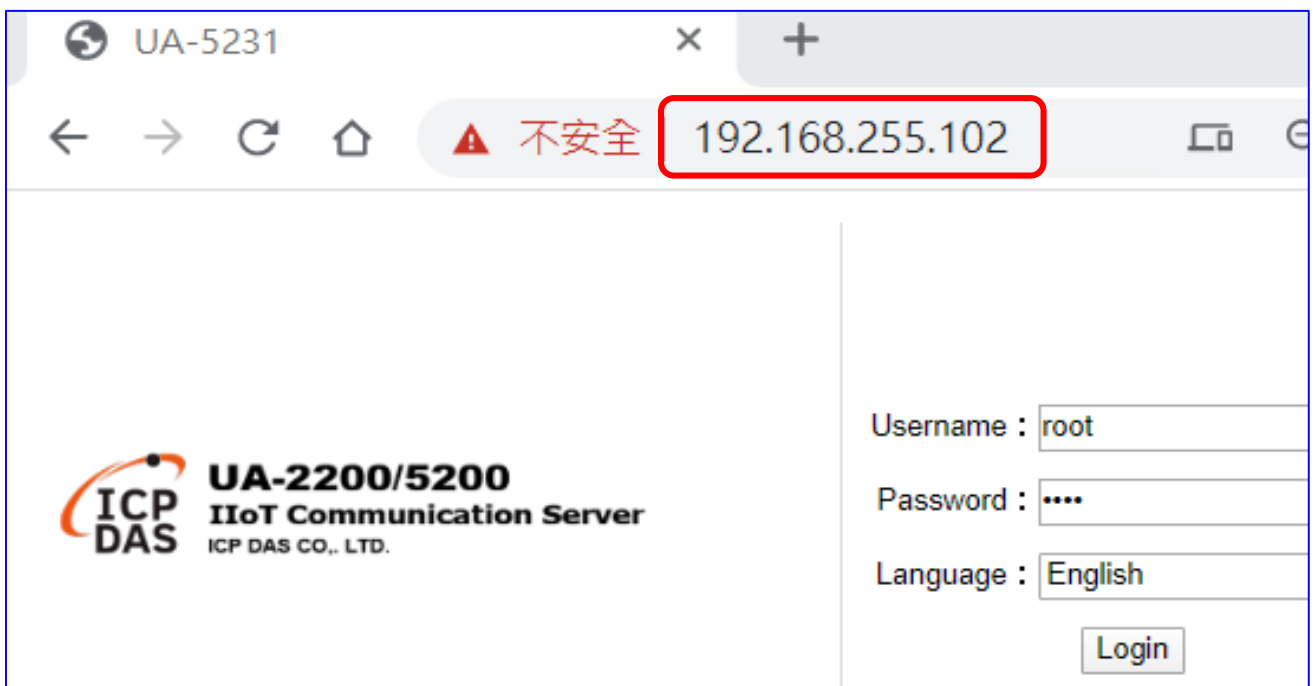 UA-5231
不安全 192.168.255.102
Username：root
Password：••••
Language：English
Login
ICP DAS
UA-2200/5200
IIoT Communication Server
ICP DAS CO,. LTD.